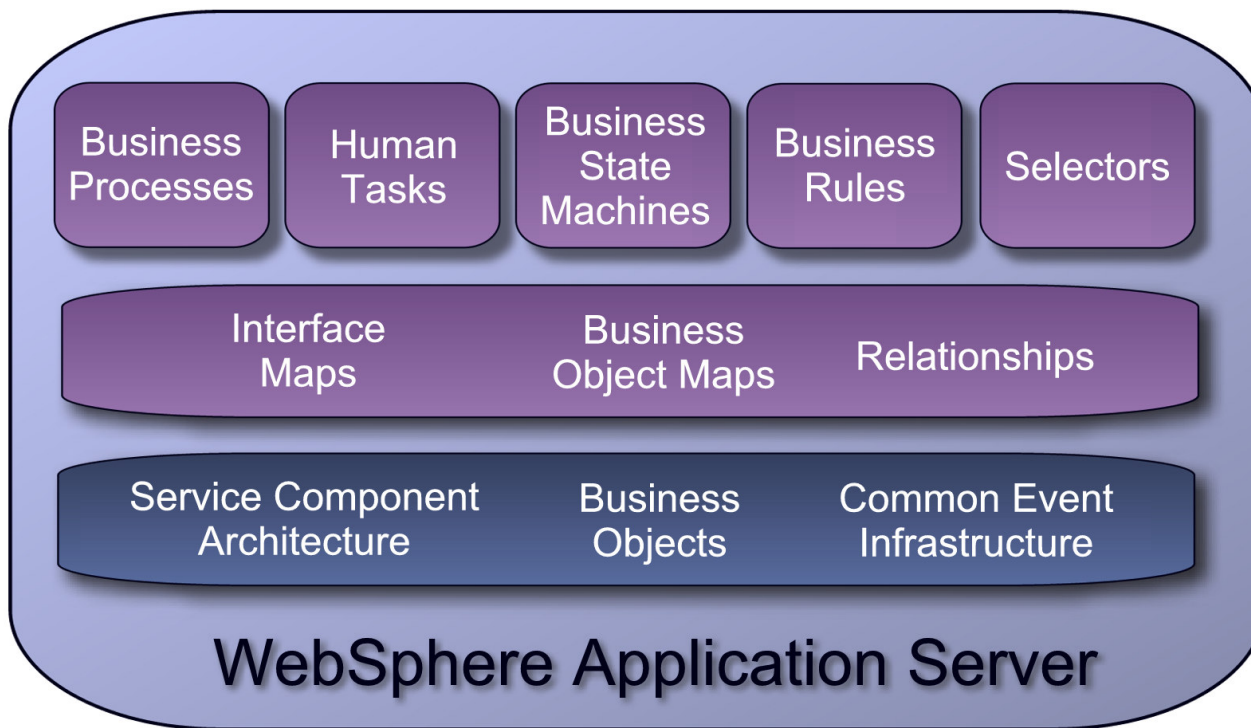 Business
Processes
Human
Tasks
Business
State
Machines
Business
Rules
Selectors
Interface
Maps
Business
Object Maps
Relationships
Service Component
Architecture
Business
Objects
Common Event
Infrastructure
WebSphere Application Server